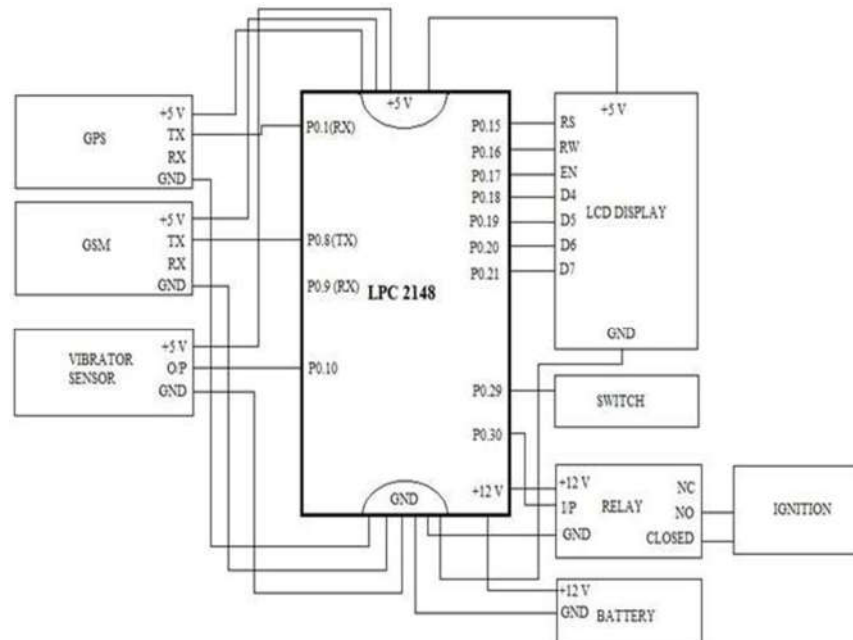 GPS
+5 V
TX
RX
GND
GSM
+5 V
TX
RX
GND
VIBRATOR
SENSOR
+5 V
O/P
GND
+5 V
P0.1(RX)
P0.8(TX)
P0.9 (RX)
P0.10
LPC 2148
P0.15
P0.16
P0.17
P0.18
P0.19
P0.20
P0.21
P0.29
P0.30
+12 V
GND
+5 V
RS
RW
EN
D4
D5
D6
D7
LCD DISPLAY
GND
SWITCH
+12 V
I/P
GND
RELAY
NC
NO
CLOSED
IGNITION
+12 V
GND
BATTERY